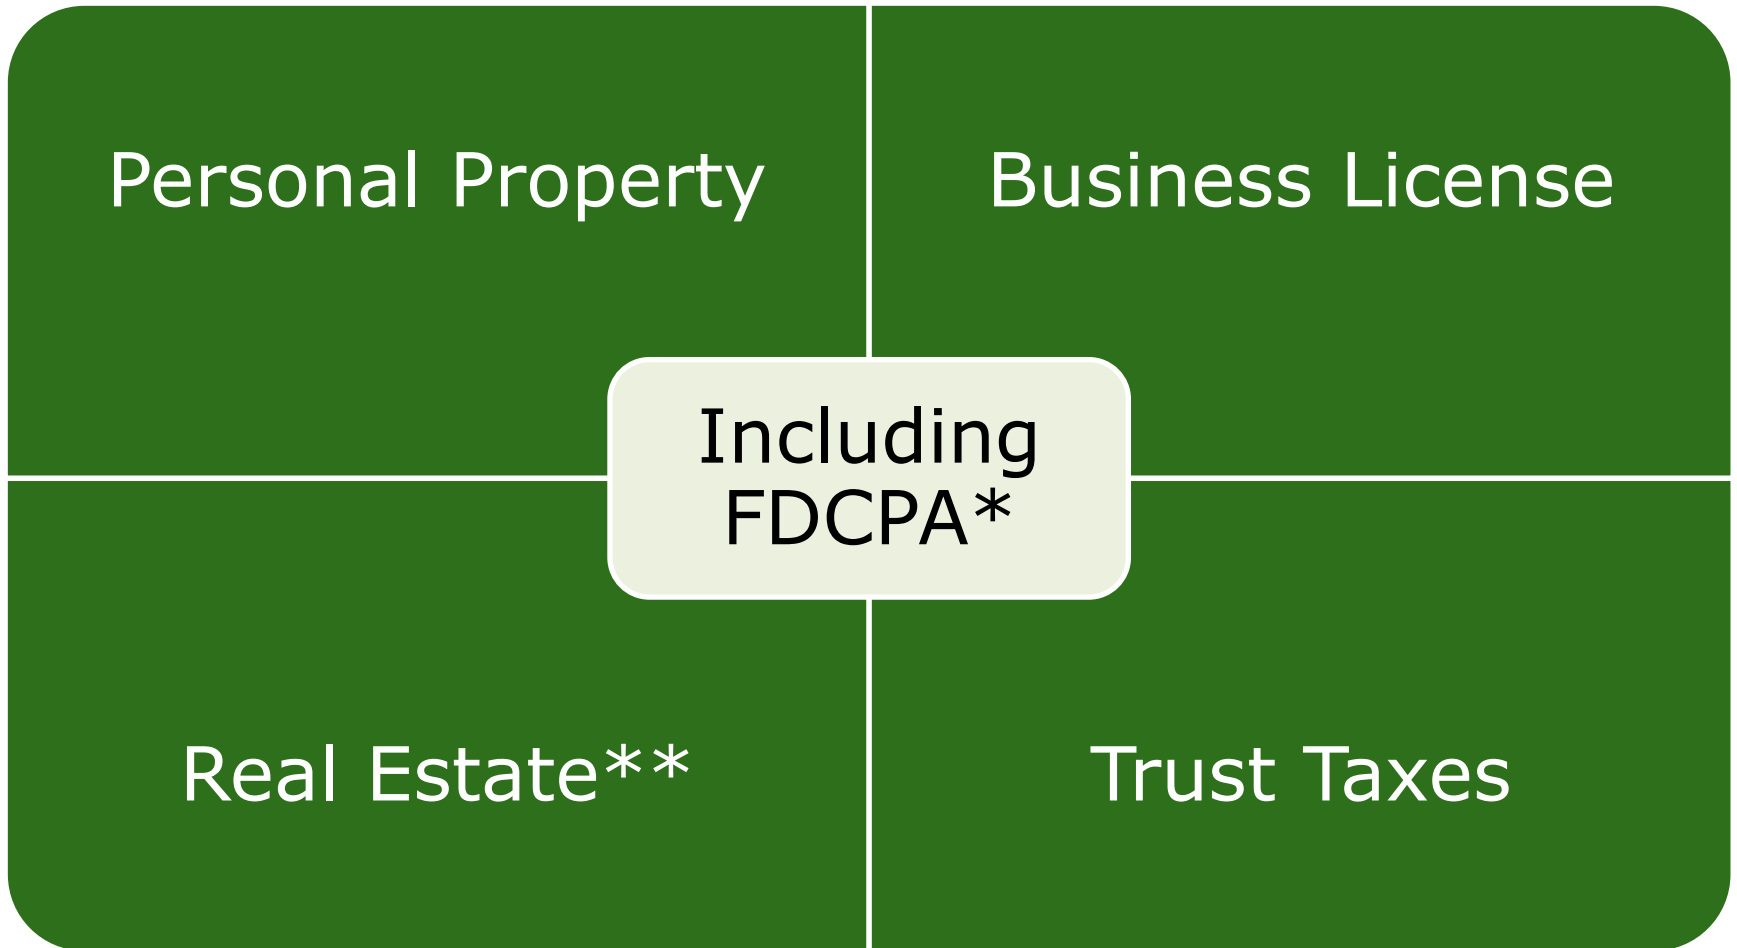 Personal Property
Business License
Including
FDCPA*
Real Estate**
Trust Taxes